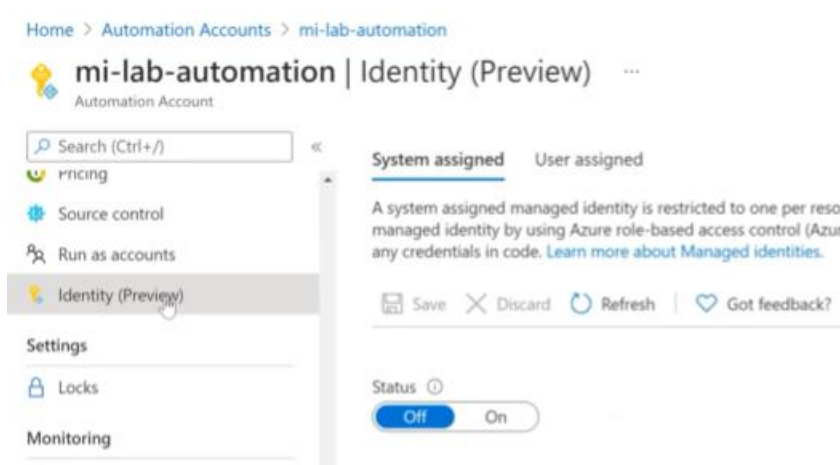 Home > Automation Accounts > mi-lab-automation
mi-lab-automation | Identity (Preview) ...
Automation Account
Search (Ctrl+/)
«
Pricing
Source control
Run as accounts
Identity (Preview)
Settings
Locks
Monitoring
System assigned User assigned
A system assigned managed identity is restricted to one per reso
managed identity by using Azure role-based access control (Azur
any credentials in code. Learn more about Managed identities.
Save Discard Refresh Got feedback?
Status
Off On